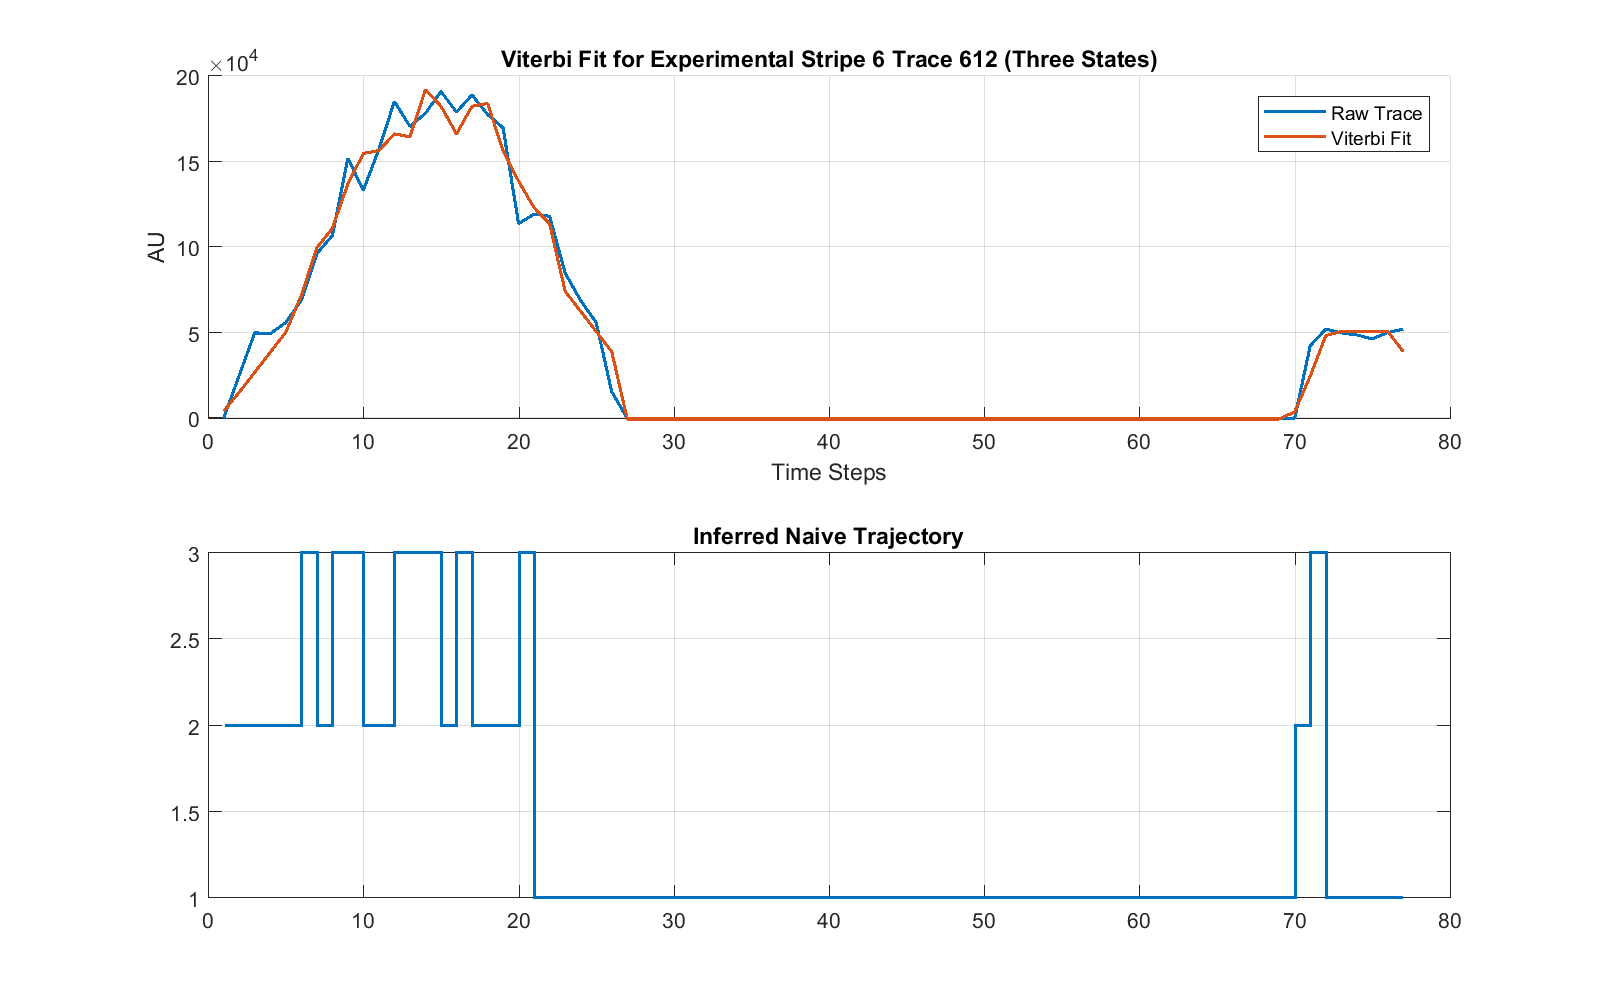 Viterbi Fit for Experimental Stripe 6 Trace 612 (Three States)
×10⁴
20
15
10
5
0
AU
Raw Trace
Viterbi Fit
0 10 20 30 40 50 60 70 80
Time Steps
Inferred Naive Trajectory
3
2.5
2
1.5
1
0 10 20 30 40 50 60 70 80